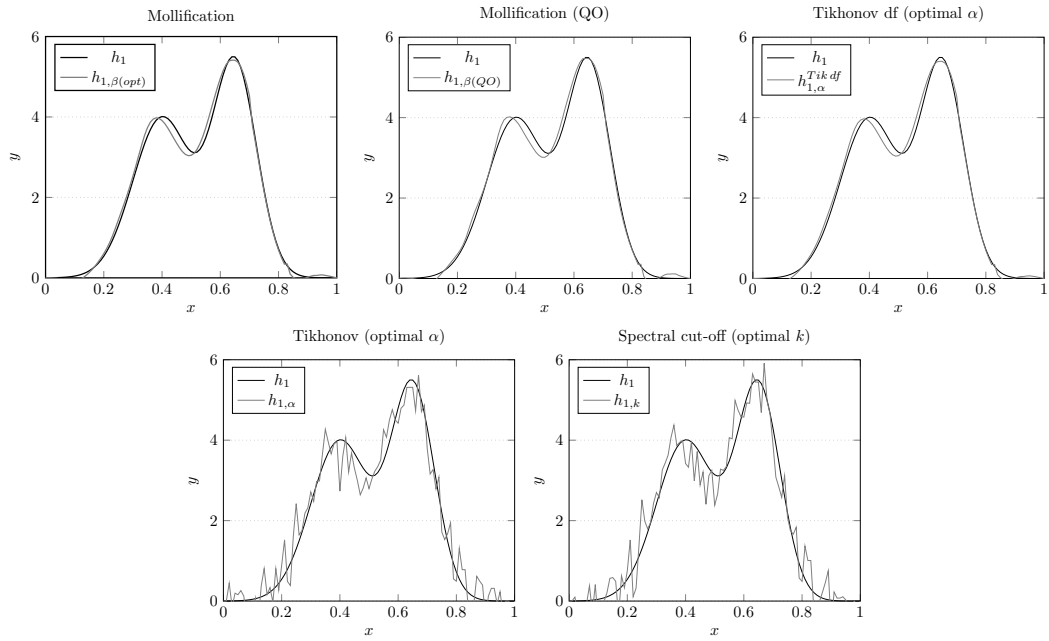 Mollification
6
4
2
0
y
h₁
h₁,β(opt)
0.2 0.4 0.6 0.8 1
x
Mollification (QO)
6
4
2
0
y
h₁
h₁,β(QO)
0 0.2 0.4 0.6 0.8 1
x
Tikhonov df (optimal α)
6
4
2
0
y
h₁
h₁,α^Tik df
0 0.2 0.4 0.6 0.8 1
x
Tikhonov (optimal α)
6
4
2
0
y
h₁
h₁,α
0 0.2 0.4 0.6 0.8 1
x
Spectral cut-off (optimal k)
6
4
2
0
y
h₁
h₁,k
0 0.2 0.4 0.6 0.8 1
x